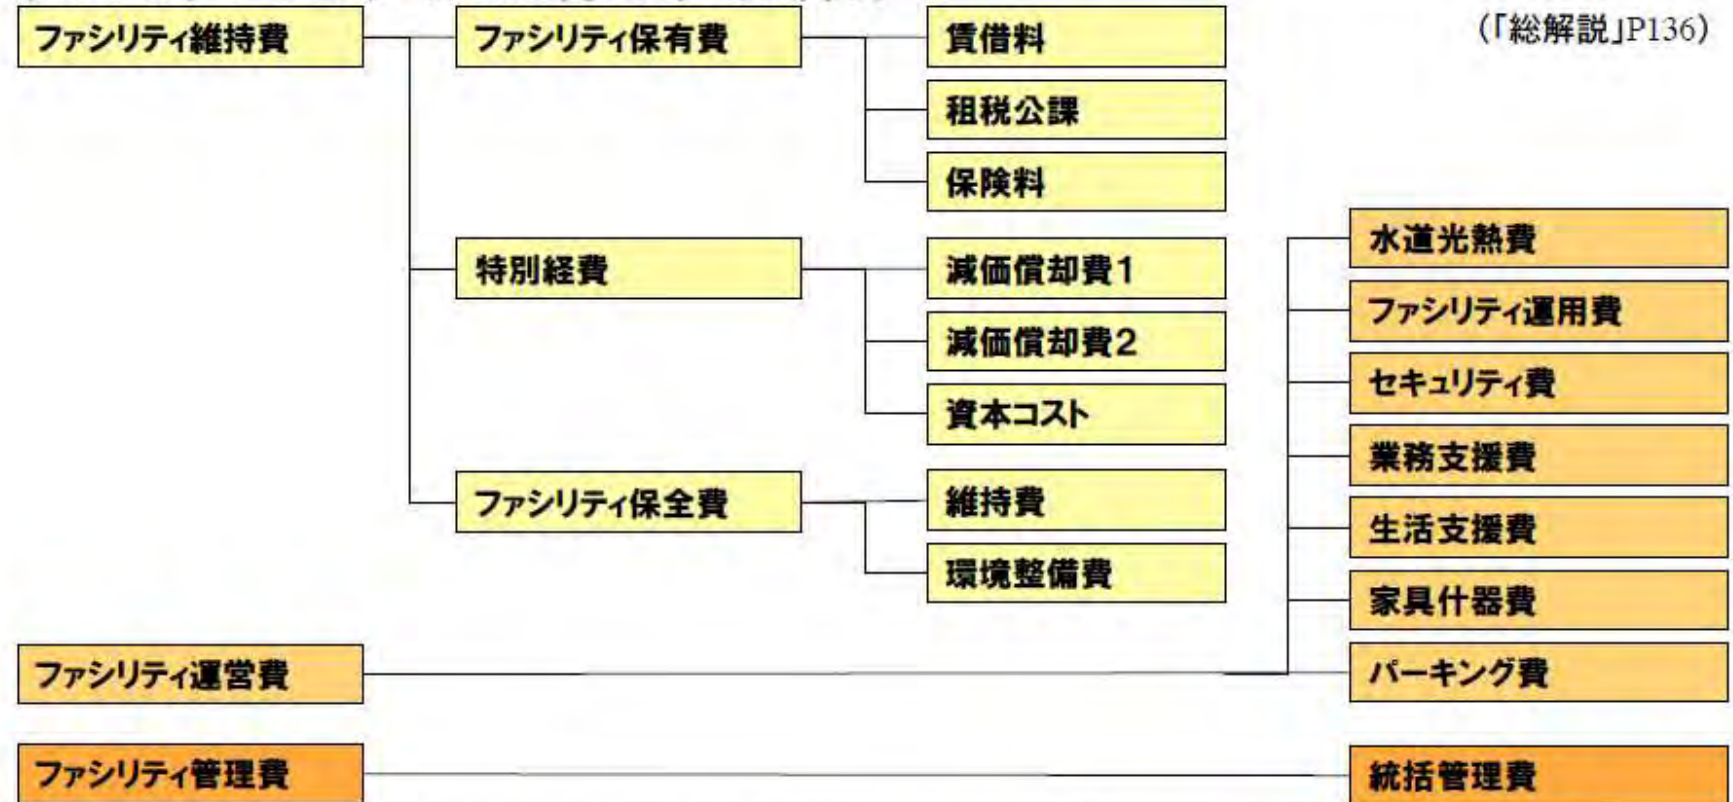 (「総解説」P136)
ファシリティ維持費
ファシリティ保有費
賃借料
租税公課
保険料
特別経費
減価償却費1
減価償却費2
資本コスト
ファシリティ保全費
維持費
環境整備費
ファシリティ運営費
水道光熱費
ファシリティ運用費
セキュリティ費
業務支援費
生活支援費
家具什器費
パーキング費
ファシリティ管理費
統括管理費